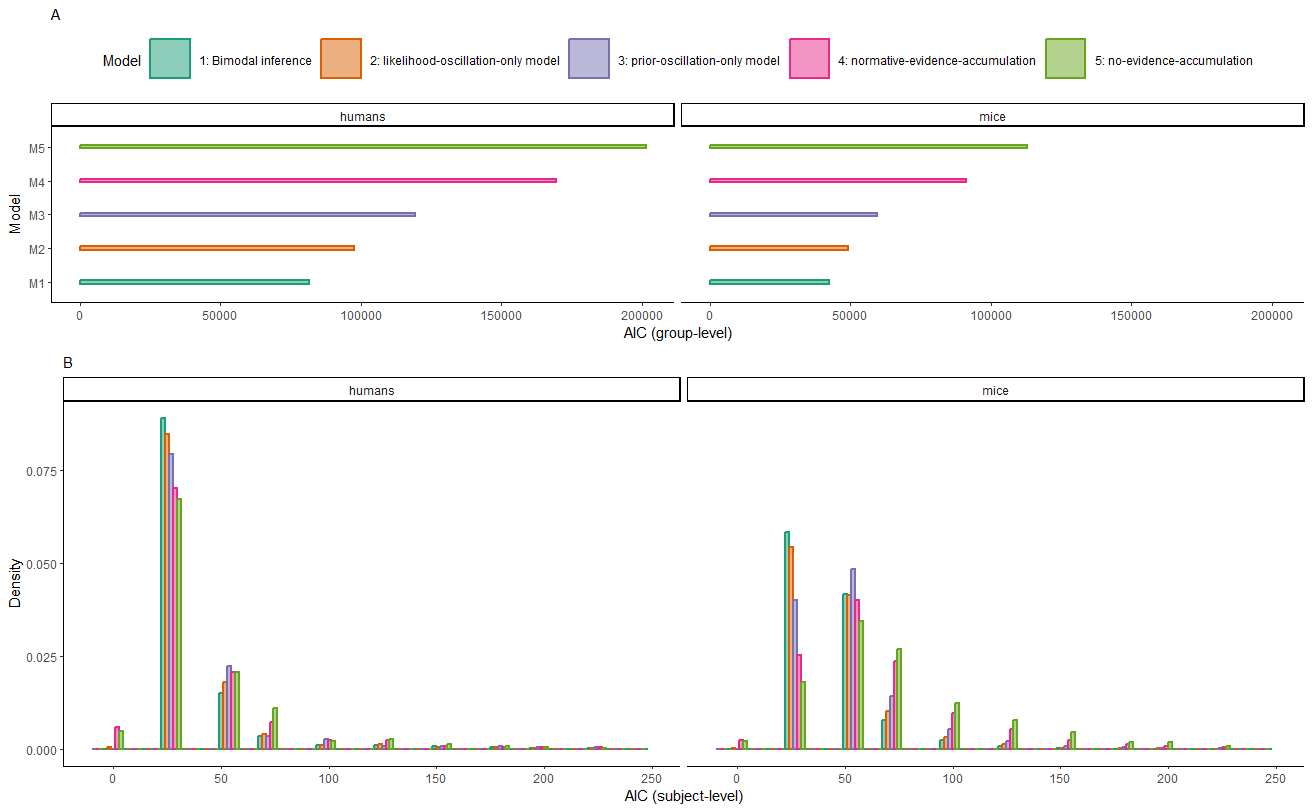 A
Model
1: Bimodal inference
2: likelihood-oscillation-only model
3: prior-oscillation-only model
4: normative-evidence-accumulation
5: no-evidence-accumulation
humans
mice
Model
M5
M4
M3
M2
M1
0
50000
100000
150000
200000
0
50000
100000
150000
200000
AIC (group-level)
B
humans
mice
Density
0.075
0.050
0.025
0.000
0
50
100
150
200
250
0
50
100
150
200
250
AIC (subject-level)